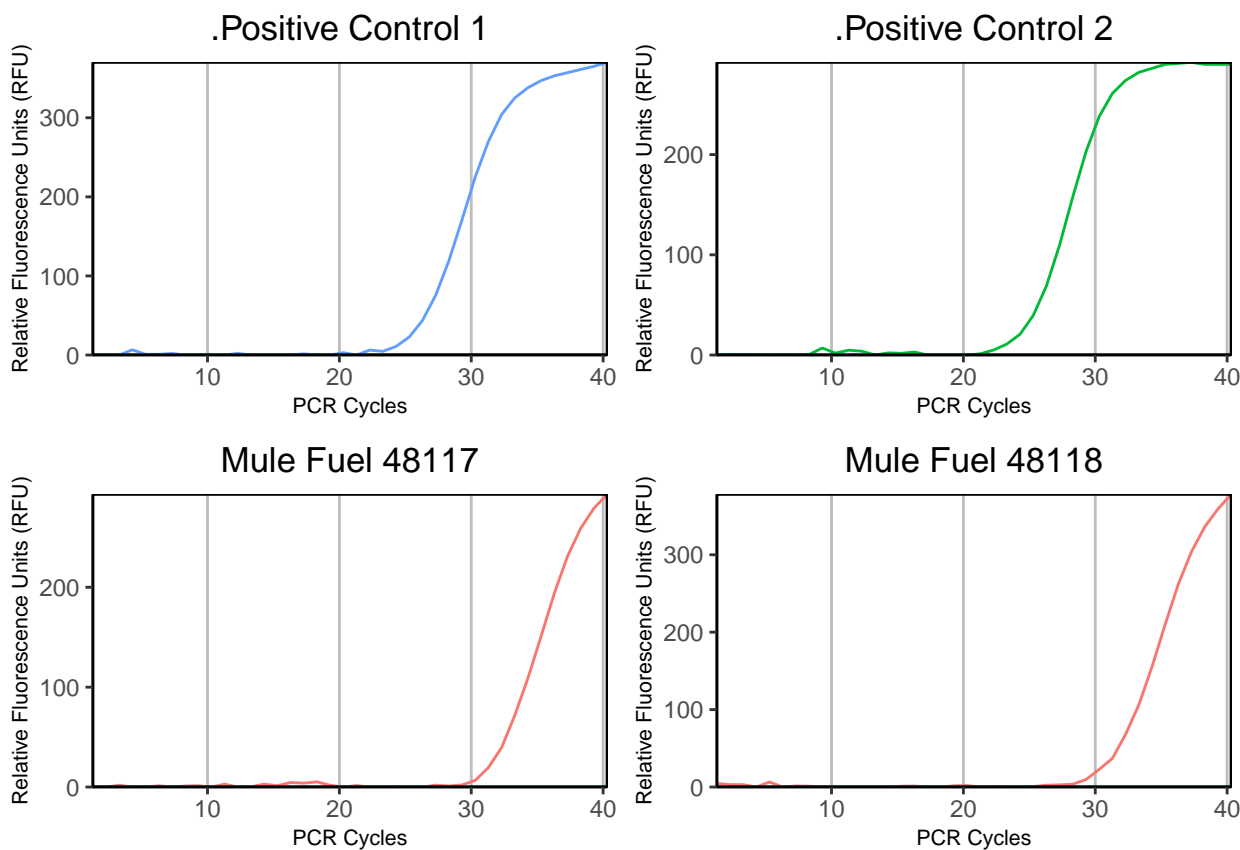 .Positive Control 1
Relative Fluorescence Units (RFU)
300
200
100
0
10 20 30 40
PCR Cycles
.Positive Control 2
Relative Fluorescence Units (RFU)
200
100
0
10 20 30 40
PCR Cycles
Mule Fuel 48117
Relative Fluorescence Units (RFU)
200
100
0
10 20 30 40
PCR Cycles
Mule Fuel 48118
Relative Fluorescence Units (RFU)
300
200
100
0
10 20 30 40
PCR Cycles